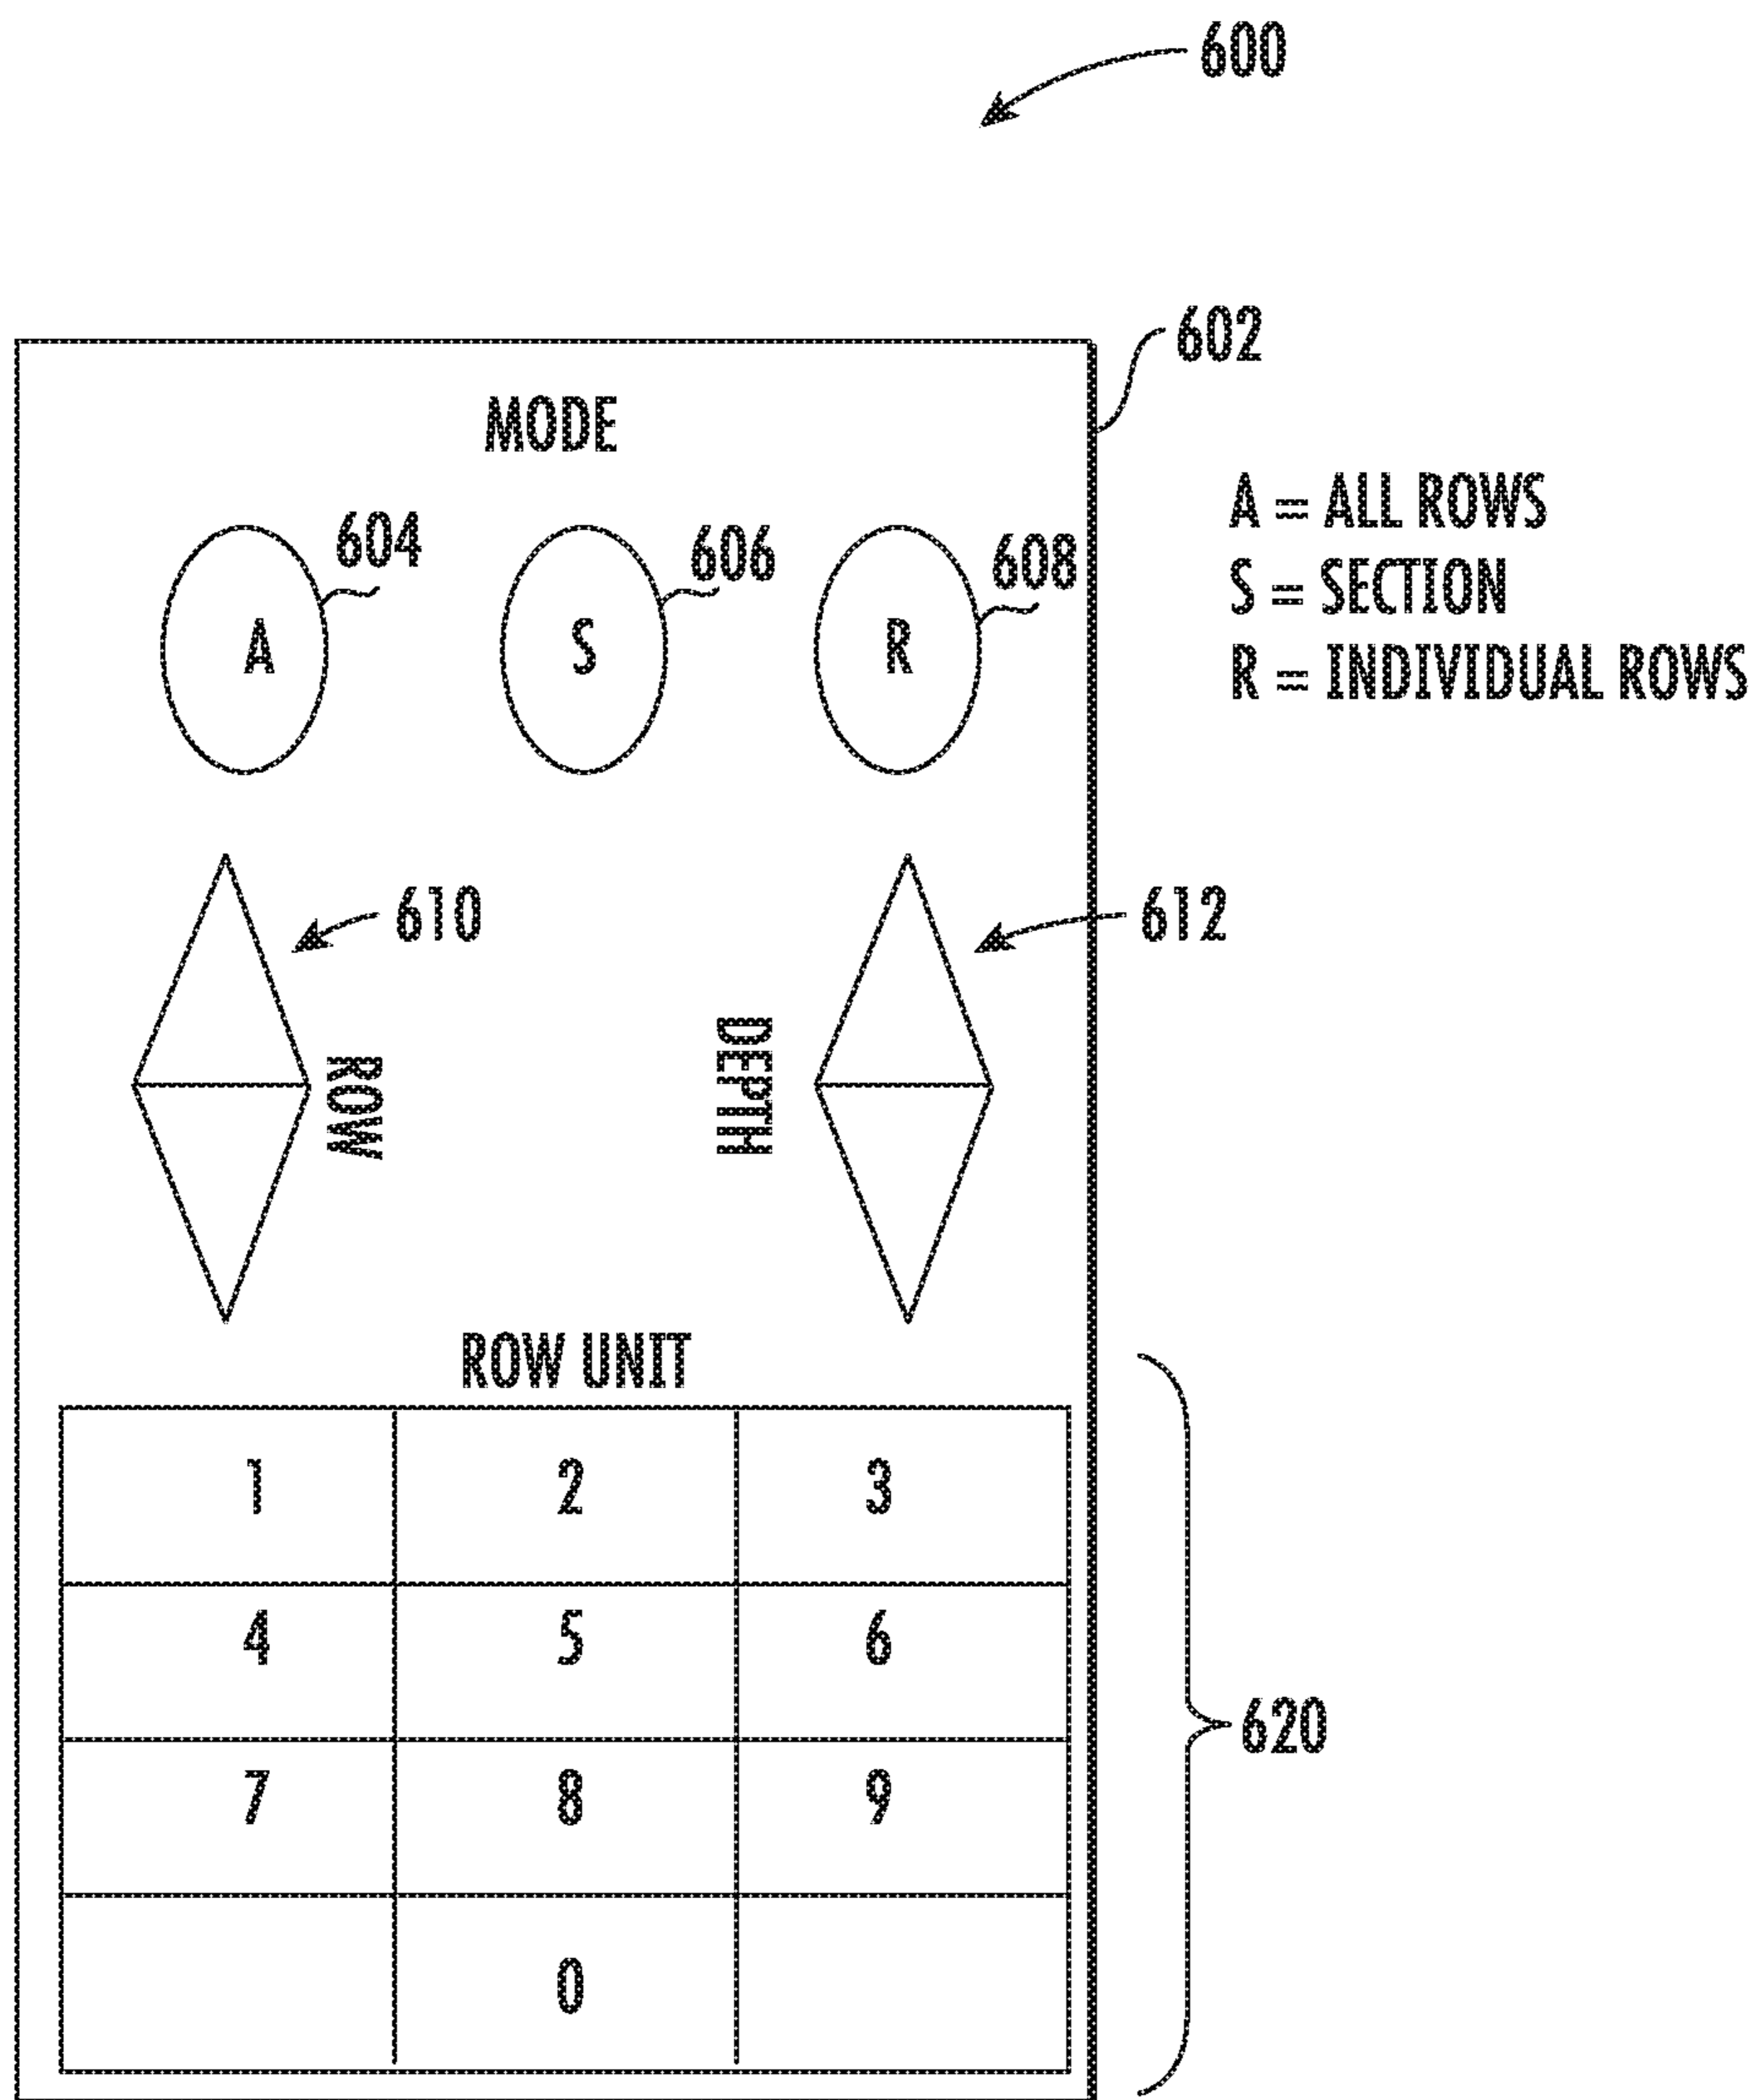 600
602
MODE
A = ALL ROWS
S = SECTION
R = INDIVIDUAL ROWS
604
606
608
A
S
R
610
612
ROW
DEPTH
ROW UNIT
1 2 3
4 5 6
7 8 9
0
620